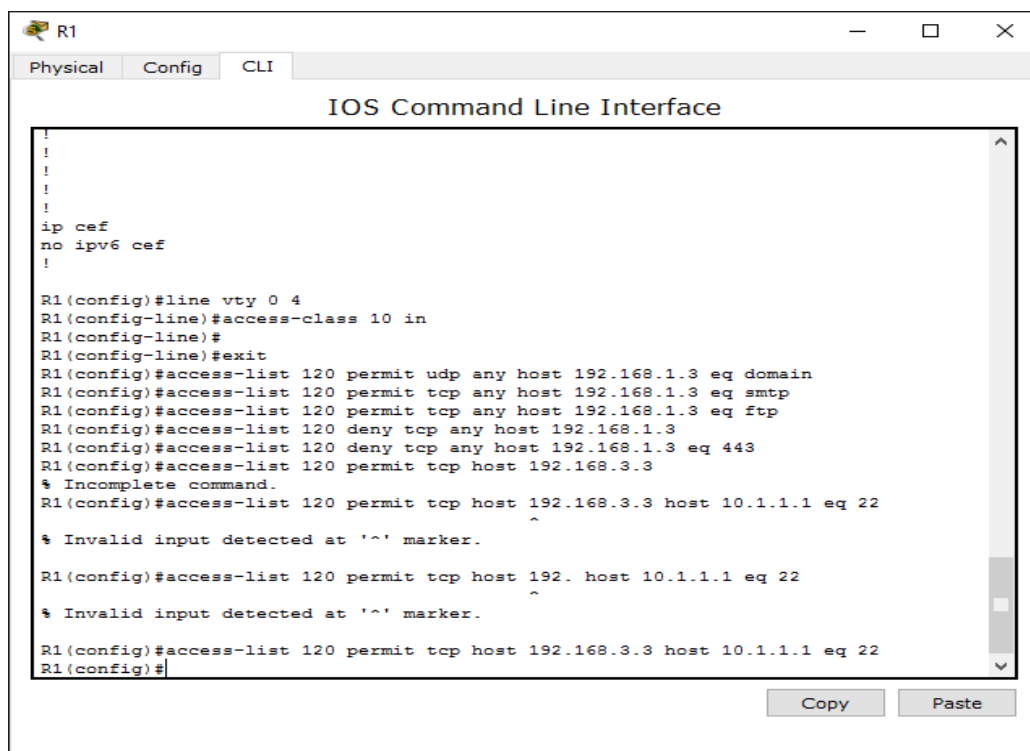 R1
Physical Config CLI
IOS Command Line Interface
!
!
!
!
!
ip cef
no ipv6 cef
!
R1(config)#line vty 0 4
R1(config-line)#access-class 10 in
R1(config-line)#
R1(config-line)#exit
R1(config)#access-list 120 permit udp any host 192.168.1.3 eq domain
R1(config)#access-list 120 permit tcp any host 192.168.1.3 eq smtp
R1(config)#access-list 120 permit tcp any host 192.168.1.3 eq ftp
R1(config)#access-list 120 deny tcp any host 192.168.1.3
R1(config)#access-list 120 deny tcp any host 192.168.1.3 eq 443
R1(config)#access-list 120 permit tcp host 192.168.3.3
% Incomplete command.
R1(config)#access-list 120 permit tcp host 192.168.3.3 host 10.1.1.1 eq 22
^
% Invalid input detected at '^' marker.
R1(config)#access-list 120 permit tcp host 192. host 10.1.1.1 eq 22
^
% Invalid input detected at '^' marker.
R1(config)#access-list 120 permit tcp host 192.168.3.3 host 10.1.1.1 eq 22
R1(config)#
Copy Paste